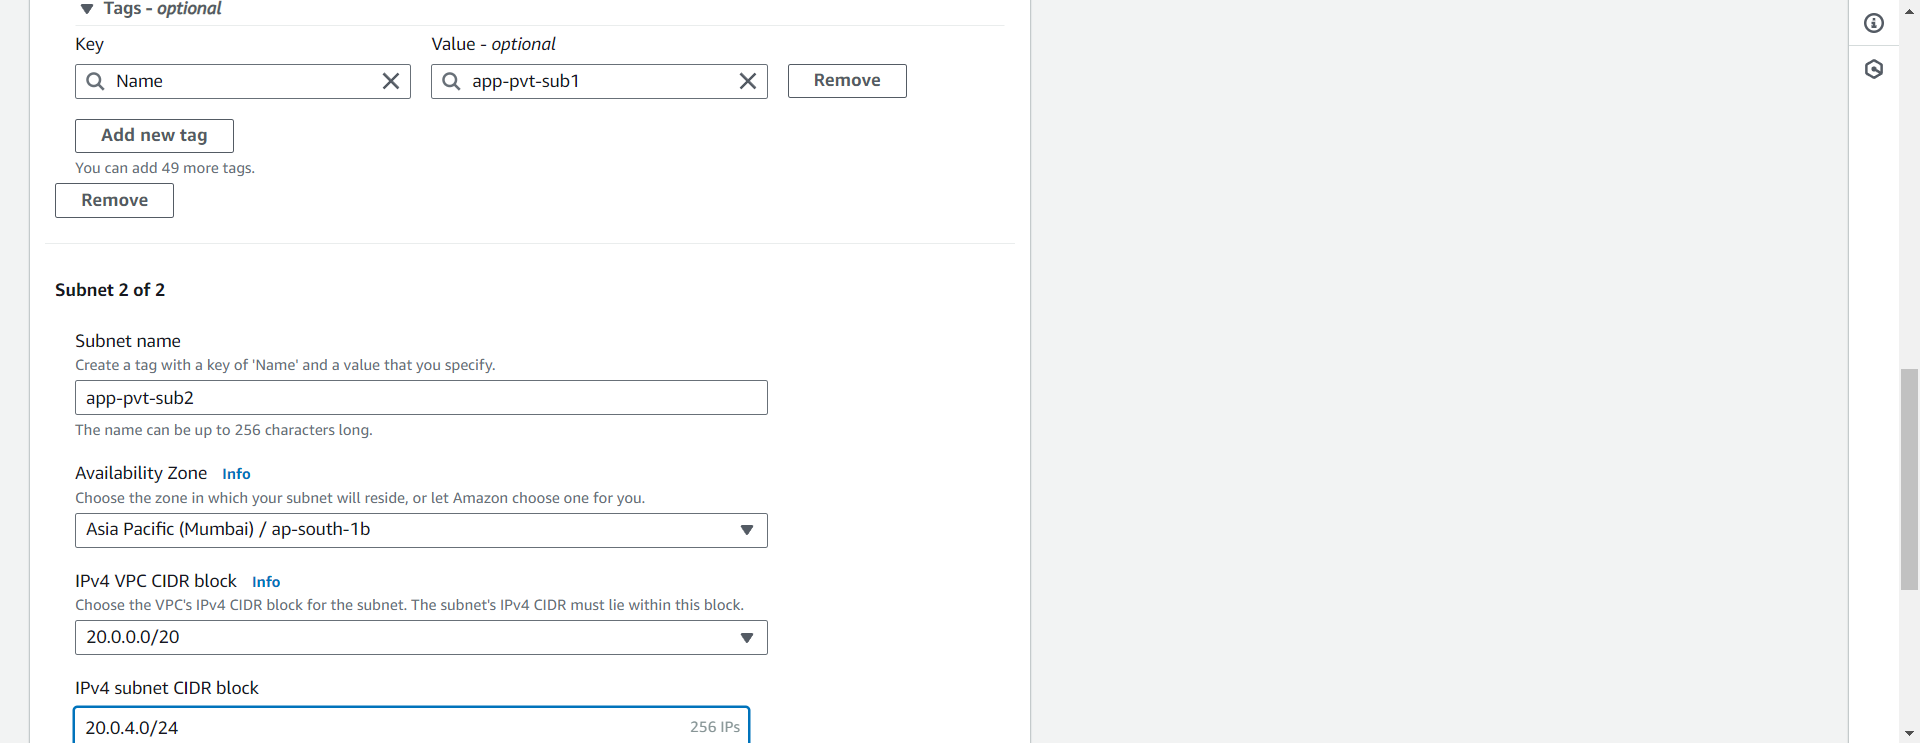 Tags - optional
Key
Value - optional
Name
app-pvt-sub1
Remove
Add new tag
You can add 49 more tags.
Remove
Subnet 2 of 2
Subnet name
Create a tag with a key of 'Name' and a value that you specify.
app-pvt-sub2
The name can be up to 256 characters long.
Availability Zone Info
Choose the zone in which your subnet will reside, or let Amazon choose one for you.
Asia Pacific (Mumbai) / ap-south-1b
IPv4 VPC CIDR block Info
Choose the VPC's IPv4 CIDR block for the subnet. The subnet's IPv4 CIDR must lie within this block.
20.0.0.0/20
IPv4 subnet CIDR block
20.0.4.0/24 256 IPs